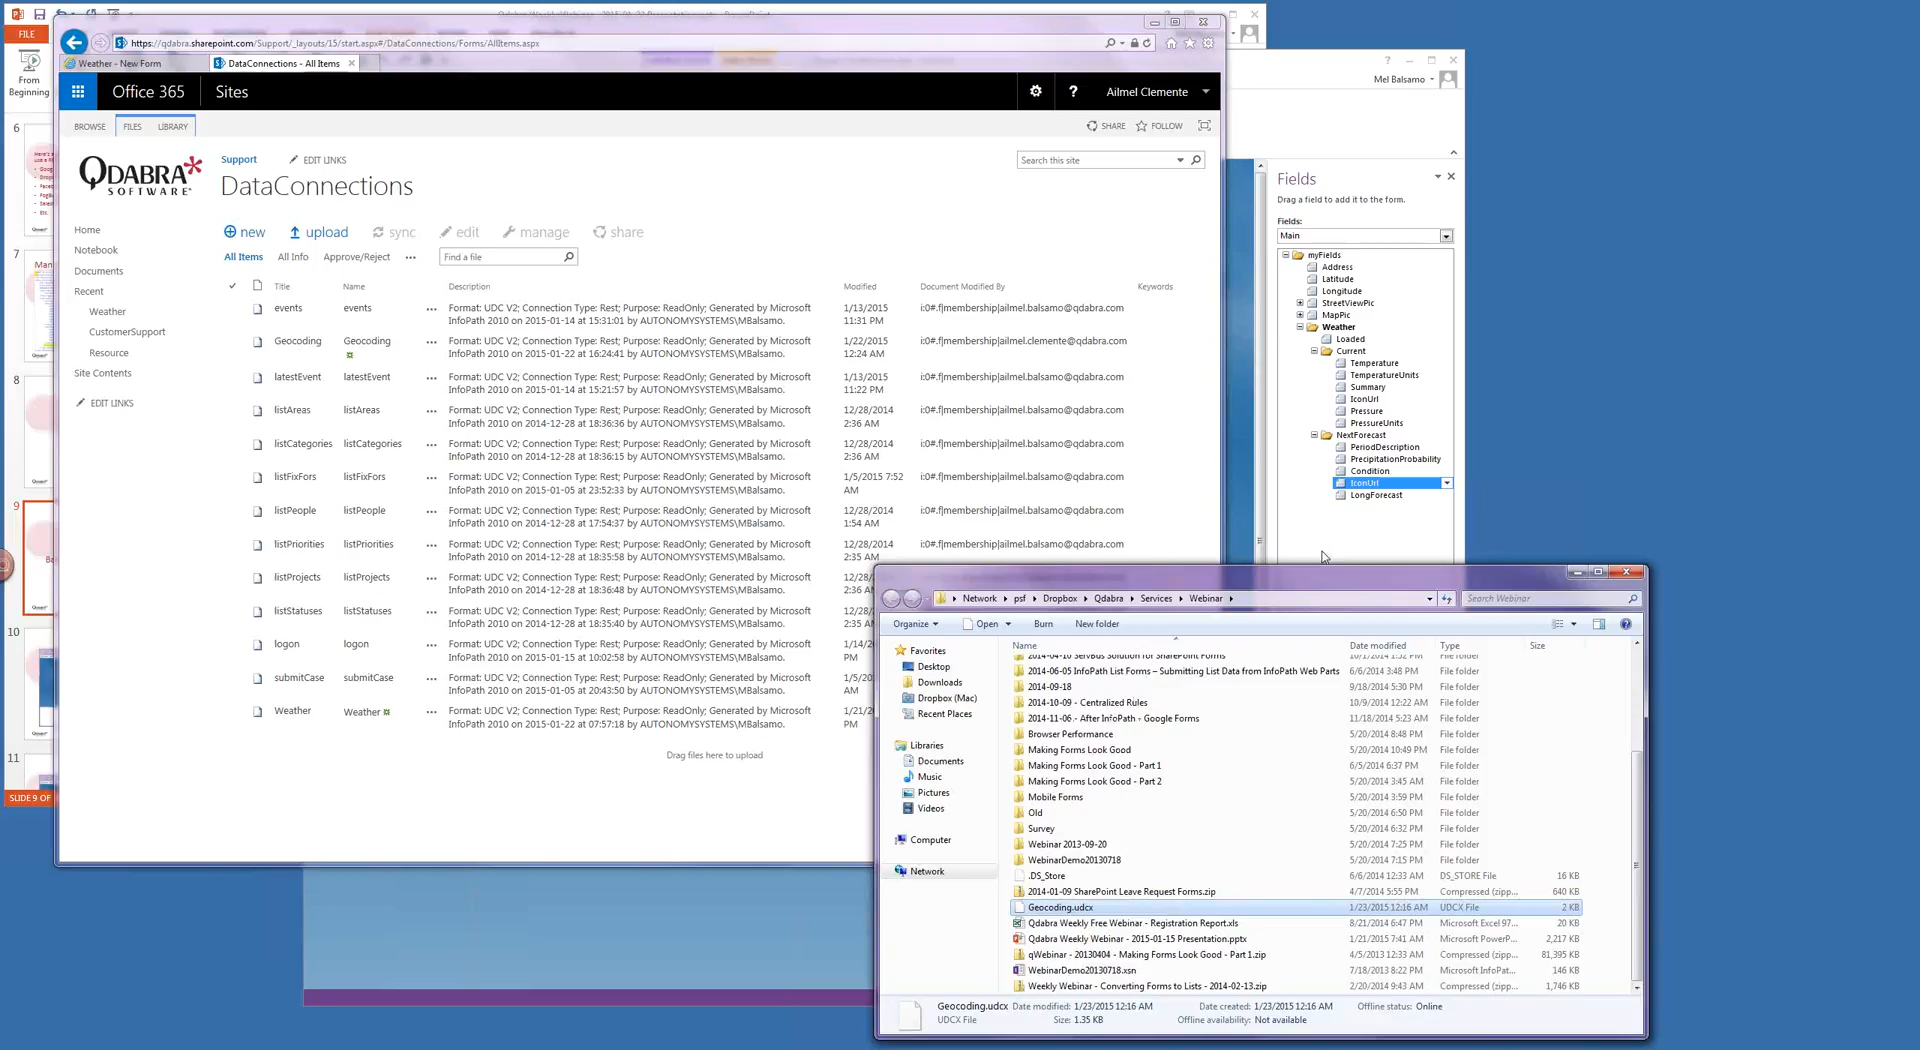 FILE
From
Beginning
https://qdabra.sharepoint.com/Support/_layouts/15/start.aspx#/DataConnections/Forms/AllItems.aspx
Weather - New Form
DataConnections - All Items
Office 365
Sites
?
Ailmel Clemente
BROWSE
FILES
LIBRARY
SHARE
FOLLOW
QDABRA
SOFTWARE
Support
EDIT LINKS
Search this site
DataConnections
Home
Notebook
Documents
Recent
Weather
CustomerSupport
Resource
Site Contents
EDIT LINKS
new
upload
sync
edit
manage
share
All Items
All Info
Approve/Reject
...
Find a file
Title
Name
Description
Modified
Document Modified By
Keywords
events events ... Format: UDC V2; Connection Type: Rest; Purpose: ReadOnly; Generated by Microsoft 1/13/2015 i:0#.f|membership|ailmel.balsamo@qdabra.com
InfoPath 2010 on 2015-01-14 at 15:31:01 by AUTONOMYSYSTEMS\MBalsamo. 11:31 PM
Geocoding Geocoding ... Format: UDC V2; Connection Type: Rest; Purpose: ReadOnly; Generated by Microsoft 1/22/2015 i:0#.f|membership|ailmel.clemente@qdabra.com
InfoPath 2010 on 2015-01-22 at 16:24:41 by AUTONOMYSYSTEMS\MBalsamo. 12:24 AM
latestEvent latestEvent ... Format: UDC V2; Connection Type: Rest; Purpose: ReadOnly; Generated by Microsoft 1/13/2015 i:0#.f|membership|ailmel.balsamo@qdabra.com
InfoPath 2010 on 2015-01-14 at 15:21:57 by AUTONOMYSYSTEMS\MBalsamo. 11:22 PM
listAreas listAreas ... Format: UDC V2; Connection Type: Rest; Purpose: ReadOnly; Generated by Microsoft 12/28/2014 i:0#.f|membership|ailmel.balsamo@qdabra.com
InfoPath 2010 on 2014-12-28 at 18:36:36 by AUTONOMYSYSTEMS\MBalsamo. 2:36 AM
listCategories listCategories ... Format: UDC V2; Connection Type: Rest; Purpose: ReadOnly; Generated by Microsoft 12/28/2014 i:0#.f|membership|ailmel.balsamo@qdabra.com
InfoPath 2010 on 2014-12-28 at 18:36:15 by AUTONOMYSYSTEMS\MBalsamo. 2:36 AM
listFixFors listFixFors ... Format: UDC V2; Connection Type: Rest; Purpose: ReadOnly; Generated by Microsoft 1/5/2015 7:52 i:0#.f|membership|ailmel.balsamo@qdabra.com
InfoPath 2010 on 2015-01-05 at 23:52:33 by AUTONOMYSYSTEMS\MBalsamo. AM
listPeople listPeople ... Format: UDC V2; Connection Type: Rest; Purpose: ReadOnly; Generated by Microsoft 12/28/2014 i:0#.f|membership|ailmel.balsamo@qdabra.com
InfoPath 2010 on 2014-12-28 at 17:54:37 by AUTONOMYSYSTEMS\MBalsamo. 1:54 AM
listPriorities listPriorities ... Format: UDC V2; Connection Type: Rest; Purpose: ReadOnly; Generated by Microsoft 12/28/2014 i:0#.f|membership|ailmel.balsamo@qdabra.com
InfoPath 2010 on 2014-12-28 at 18:35:58 by AUTONOMYSYSTEMS\MBalsamo. 2:35 AM
listProjects listProjects ... Format: UDC V2; Connection Type: Rest; Purpose: ReadOnly; Generated by Microsoft 12/28/
InfoPath 2010 on 2014-12-28 at 18:36:48 by AUTONOMYSYSTEMS\MBalsamo. 2:36 A
listStatuses listStatuses ... Format: UDC V2; Connection Type: Rest; Purpose: ReadOnly; Generated by Microsoft 12/28/
InfoPath 2010 on 2014-12-28 at 18:35:40 by AUTONOMYSYSTEMS\MBalsamo. 2:35 A
logon logon ... Format: UDC V2; Connection Type: Rest; Purpose: ReadOnly; Generated by Microsoft 1/14/
InfoPath 2010 on 2015-01-15 at 10:02:58 by AUTONOMYSYSTEMS\MBalsamo. PM
submitCase submitCase ... Format: UDC V2; Connection Type: Rest; Purpose: ReadOnly; Generated by Microsoft 1/5/
InfoPath 2010 on 2015-01-05 at 20:43:50 by AUTONOMYSYSTEMS\MBalsamo. AM
Weather Weather ... Format: UDC V2; Connection Type: Rest; Purpose: ReadOnly; Generated by Microsoft 1/21/
InfoPath 2010 on 2015-01-22 at 07:57:18 by AUTONOMYSYSTEMS\MBalsamo. PM
Drag files here to upload
6
7
8
9
10
11
SLIDE 9 OF
?
Mel Balsamo
Fields
Drag a field to add it to the form.
Fields:
Main
myFields
Address
Latitude
Longitude
StreetViewPic
MapPic
Weather
Loaded
Current
Temperature
TemperatureUnits
Summary
IconUrl
Pressure
PressureUnits
NextForecast
PeriodDescription
PrecipitationProbability
Condition
IconUrl
LongForecast
Network
psf
Dropbox
Qdabra
Services
Webinar
Search Webinar
Organize
Open
Burn
New folder
Favorites
Desktop
Downloads
Dropbox (Mac)
Recent Places
Libraries
Documents
Music
Pictures
Videos
Computer
Network
Name Date modified Type Size
2014-06-05 InfoPath List Forms – Submitting List Data from InfoPath Web Parts 6/6/2014 3:48 PM File folder
2014-09-18 9/18/2014 5:30 PM File folder
2014-10-09 - Centralized Rules 10/9/2014 12:22 AM File folder
2014-11-06 - After InfoPath - Google Forms 11/18/2014 5:23 AM File folder
Browser Performance 5/20/2014 8:48 PM File folder
Making Forms Look Good 5/20/2014 10:49 PM File folder
Making Forms Look Good - Part 1 6/5/2014 6:37 PM File folder
Making Forms Look Good - Part 2 5/20/2014 3:45 AM File folder
Mobile Forms 5/20/2014 3:59 PM File folder
Old 5/20/2014 6:50 PM File folder
Survey 5/20/2014 6:32 PM File folder
Webinar 2013-09-20 5/20/2014 7:25 PM File folder
WebinarDemo20130718 5/20/2014 7:15 PM File folder
.DS_Store 6/6/2014 12:33 AM DS_STORE File 16 KB
2014-01-09 SharePoint Leave Request Forms.zip 4/7/2014 5:55 PM Compressed (zipp... 640 KB
Geocoding.udcx 1/23/2015 12:16 AM UDCX File 2 KB
Qdabra Weekly Free Webinar - Registration Report.xls 8/21/2014 6:47 PM Microsoft Excel 97... 20 KB
Qdabra Weekly Webinar - 2015-01-15 Presentation.pptx 1/21/2015 7:41 AM Microsoft PowerP... 2,217 KB
qWebinar - 20130404 - Making Forms Look Good - Part 1.zip 4/5/2013 12:33 AM Compressed (zipp... 81,395 KB
WebinarDemo20130718.xsn 7/18/2013 8:22 PM Microsoft InfoPat... 146 KB
Weekly Webinar - Converting Forms to Lists - 2014-02-13.zip 2/20/2014 9:43 AM Compressed (zipp... 1,746 KB
Geocoding.udcx Date modified: 1/23/2015 12:16 AM Date created: 1/23/2015 12:16 AM Offline status: Online
UDCX File Size: 1.35 KB Offline availability: Not available